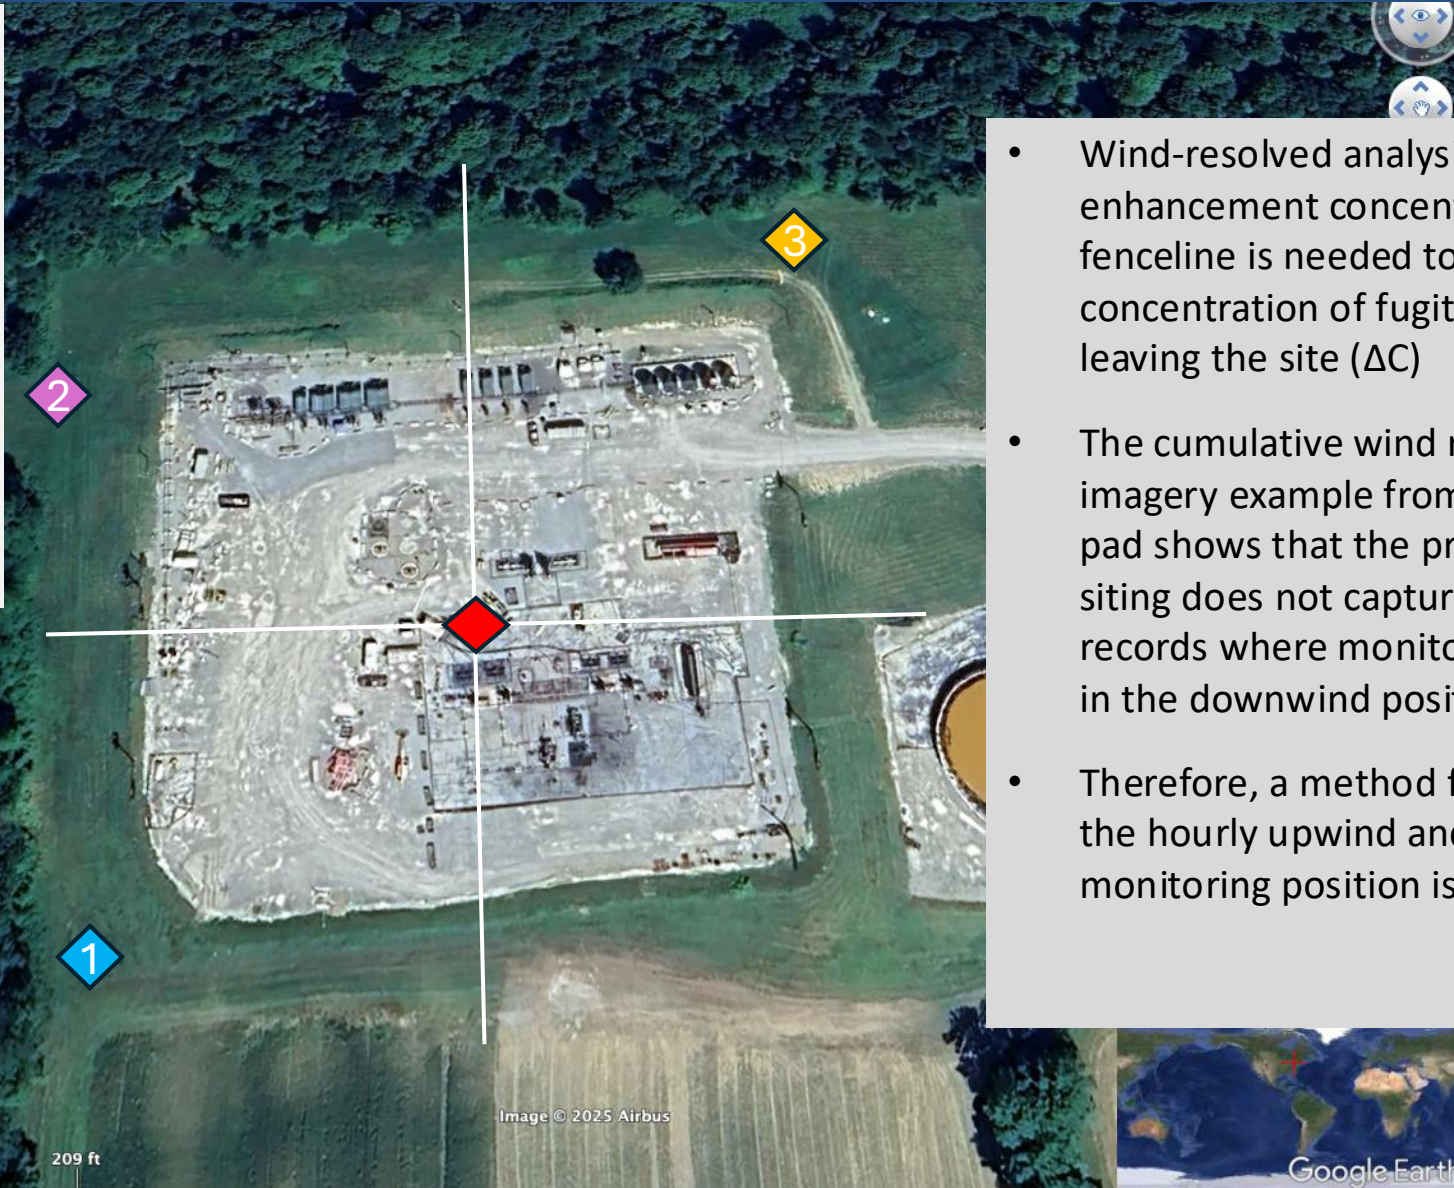 3
2
1
• Wind-resolved analys
enhancement concent
fenceline is needed to
concentration of fugit
leaving the site (ΔC)
• The cumulative wind r
imagery example from
pad shows that the pr
siting does not captur
records where monito
in the downwind posit
• Therefore, a method f
the hourly upwind and
monitoring position is
Image © 2025 Airbus
209 ft
Google Earth